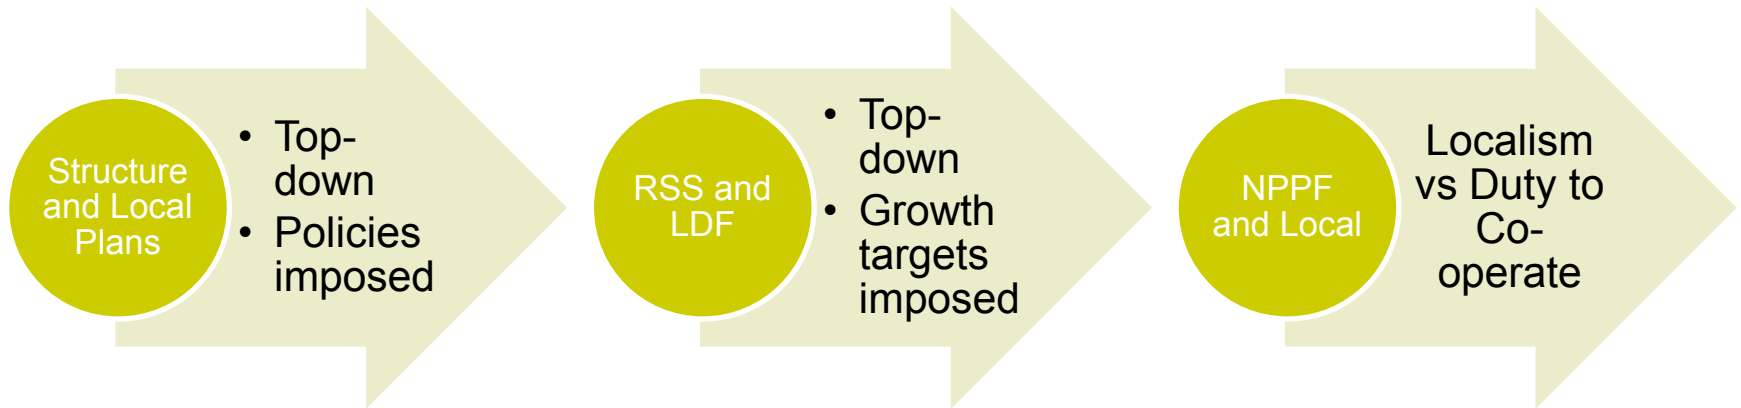 Structure
and Local
Plans
• Top-
down
• Policies
imposed
RSS and
LDF
• Top-
down
• Growth
targets
imposed
NPPF
and Local
Localism
vs Duty to
Co-
operate